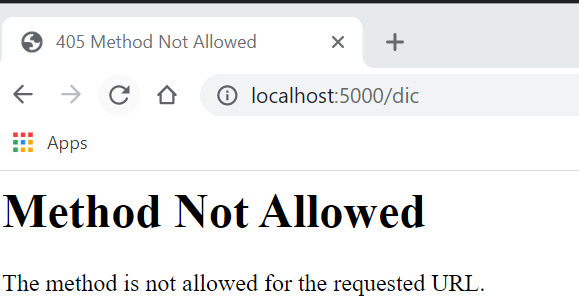 405 Method Not Allowed
localhost:5000/dic
Apps
Method Not Allowed
The method is not allowed for the requested URL.